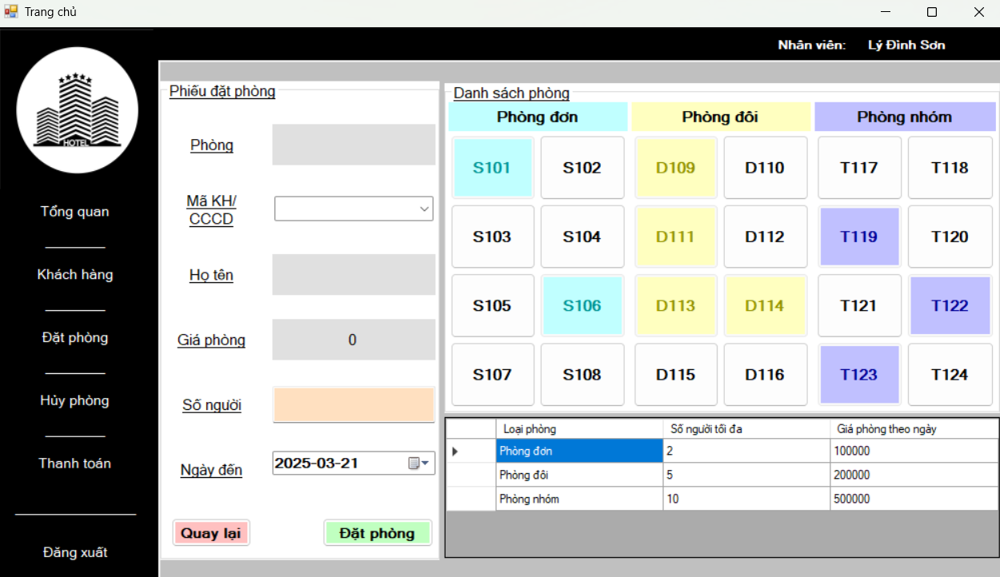 Trang chủ
Nhân viên: Lý Đình Sơn
HOTEL
Tổng quan
Khách hàng
Đặt phòng
Hủy phòng
Thanh toán
Đăng xuất
Phiếu đặt phòng
Phòng
Mã KH/
CCCD
Họ tên
Giá phòng 0
Số người
Ngày đến 2025-03-21
Quay lại Đặt phòng
Danh sách phòng
Phòng đơn Phòng đôi Phòng nhóm
S101 S102 D109 D110 T117 T118
S103 S104 D111 D112 T119 T120
S105 S106 D113 D114 T121 T122
S107 S108 D115 D116 T123 T124
Loại phòng Số người tối đa Giá phòng theo ngày
Phòng đơn 2 100000
Phòng đôi 5 200000
Phòng nhóm 10 500000